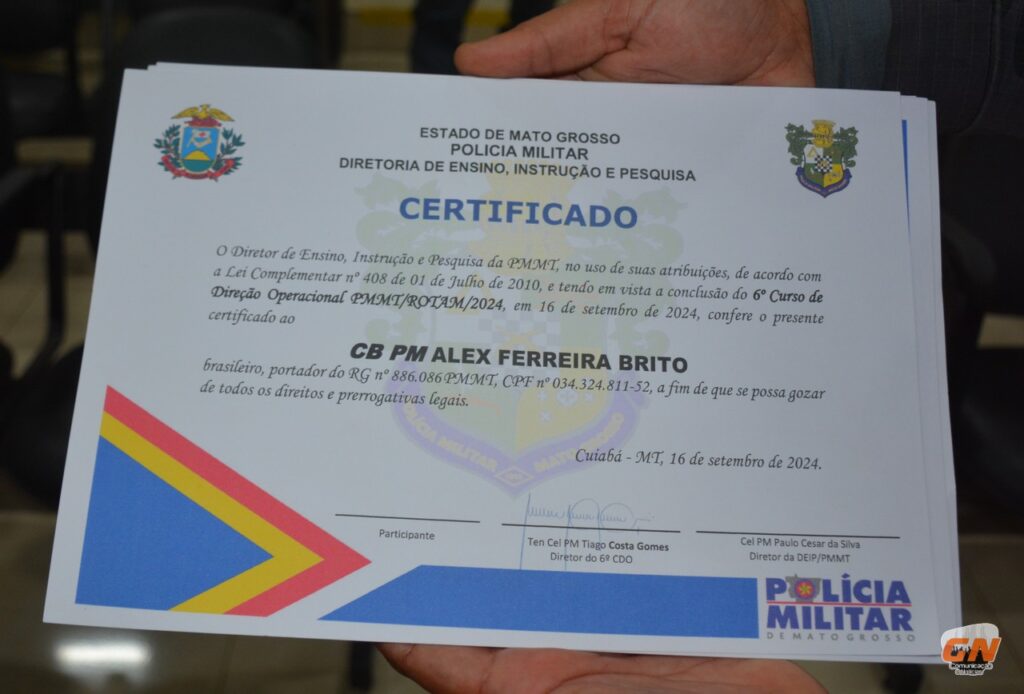 ESTADO DE MATO GROSSO
POLICIA MILITAR
DIRETORIA DE ENSINO, INSTRUÇÃO E PESQUISA
CERTIFICADO
O Diretor de Ensino, Instrução e Pesquisa da PMMT, no uso de suas atribuições, de acordo com
a Lei Complementar nº 408 de 01 de Julho de 2010, e tendo em vista a conclusão do 6º Curso de
Direção Operacional PMMT/ROTAM/2024, em 16 de setembro de 2024, confere o presente
certificado ao
CB PM ALEX FERREIRA BRITO
brasileiro, portador do RG nº 886.086 PMMT, CPF nº 034.324.811-52, a fim de que se possa gozar
de todos os direitos e prerrogativas legais.
POLICIA MILITAR MATO GROSSO
Cuiabá - MT, 16 de setembro de 2024.
Participante
Ten Cel PM Tiago Costa Gomes
Diretor do 6º CDO
Cel PM Paulo Cesar da Silva
Diretor da DEIP/PMMT
POLÍCIA
MILITAR
DE MATO GROSSO
GN
Comunicação